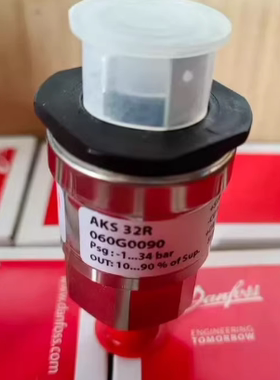 AKS 32R
060G0090
Psg : -1...34 bar
OUT: 10...90 % of Sup.
Danfoss
ENGINEERING
TOMORROW
www.danfoss.com